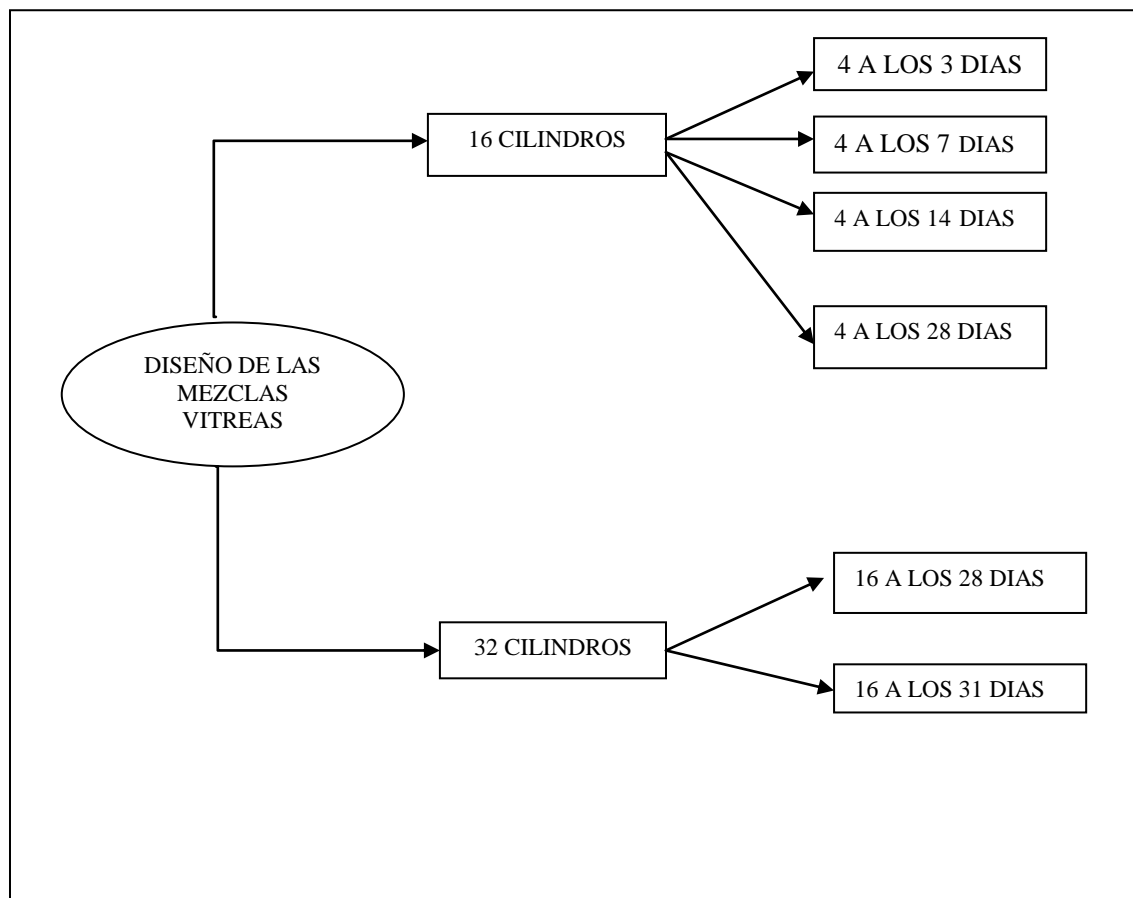 4 A LOS 3 DIAS
16 CILINDROS
4 A LOS 7 DIAS
4 A LOS 14 DIAS
4 A LOS 28 DIAS
DISEÑO DE LAS
MEZCLAS
VITREAS
16 A LOS 28 DIAS
32 CILINDROS
16 A LOS 31 DIAS